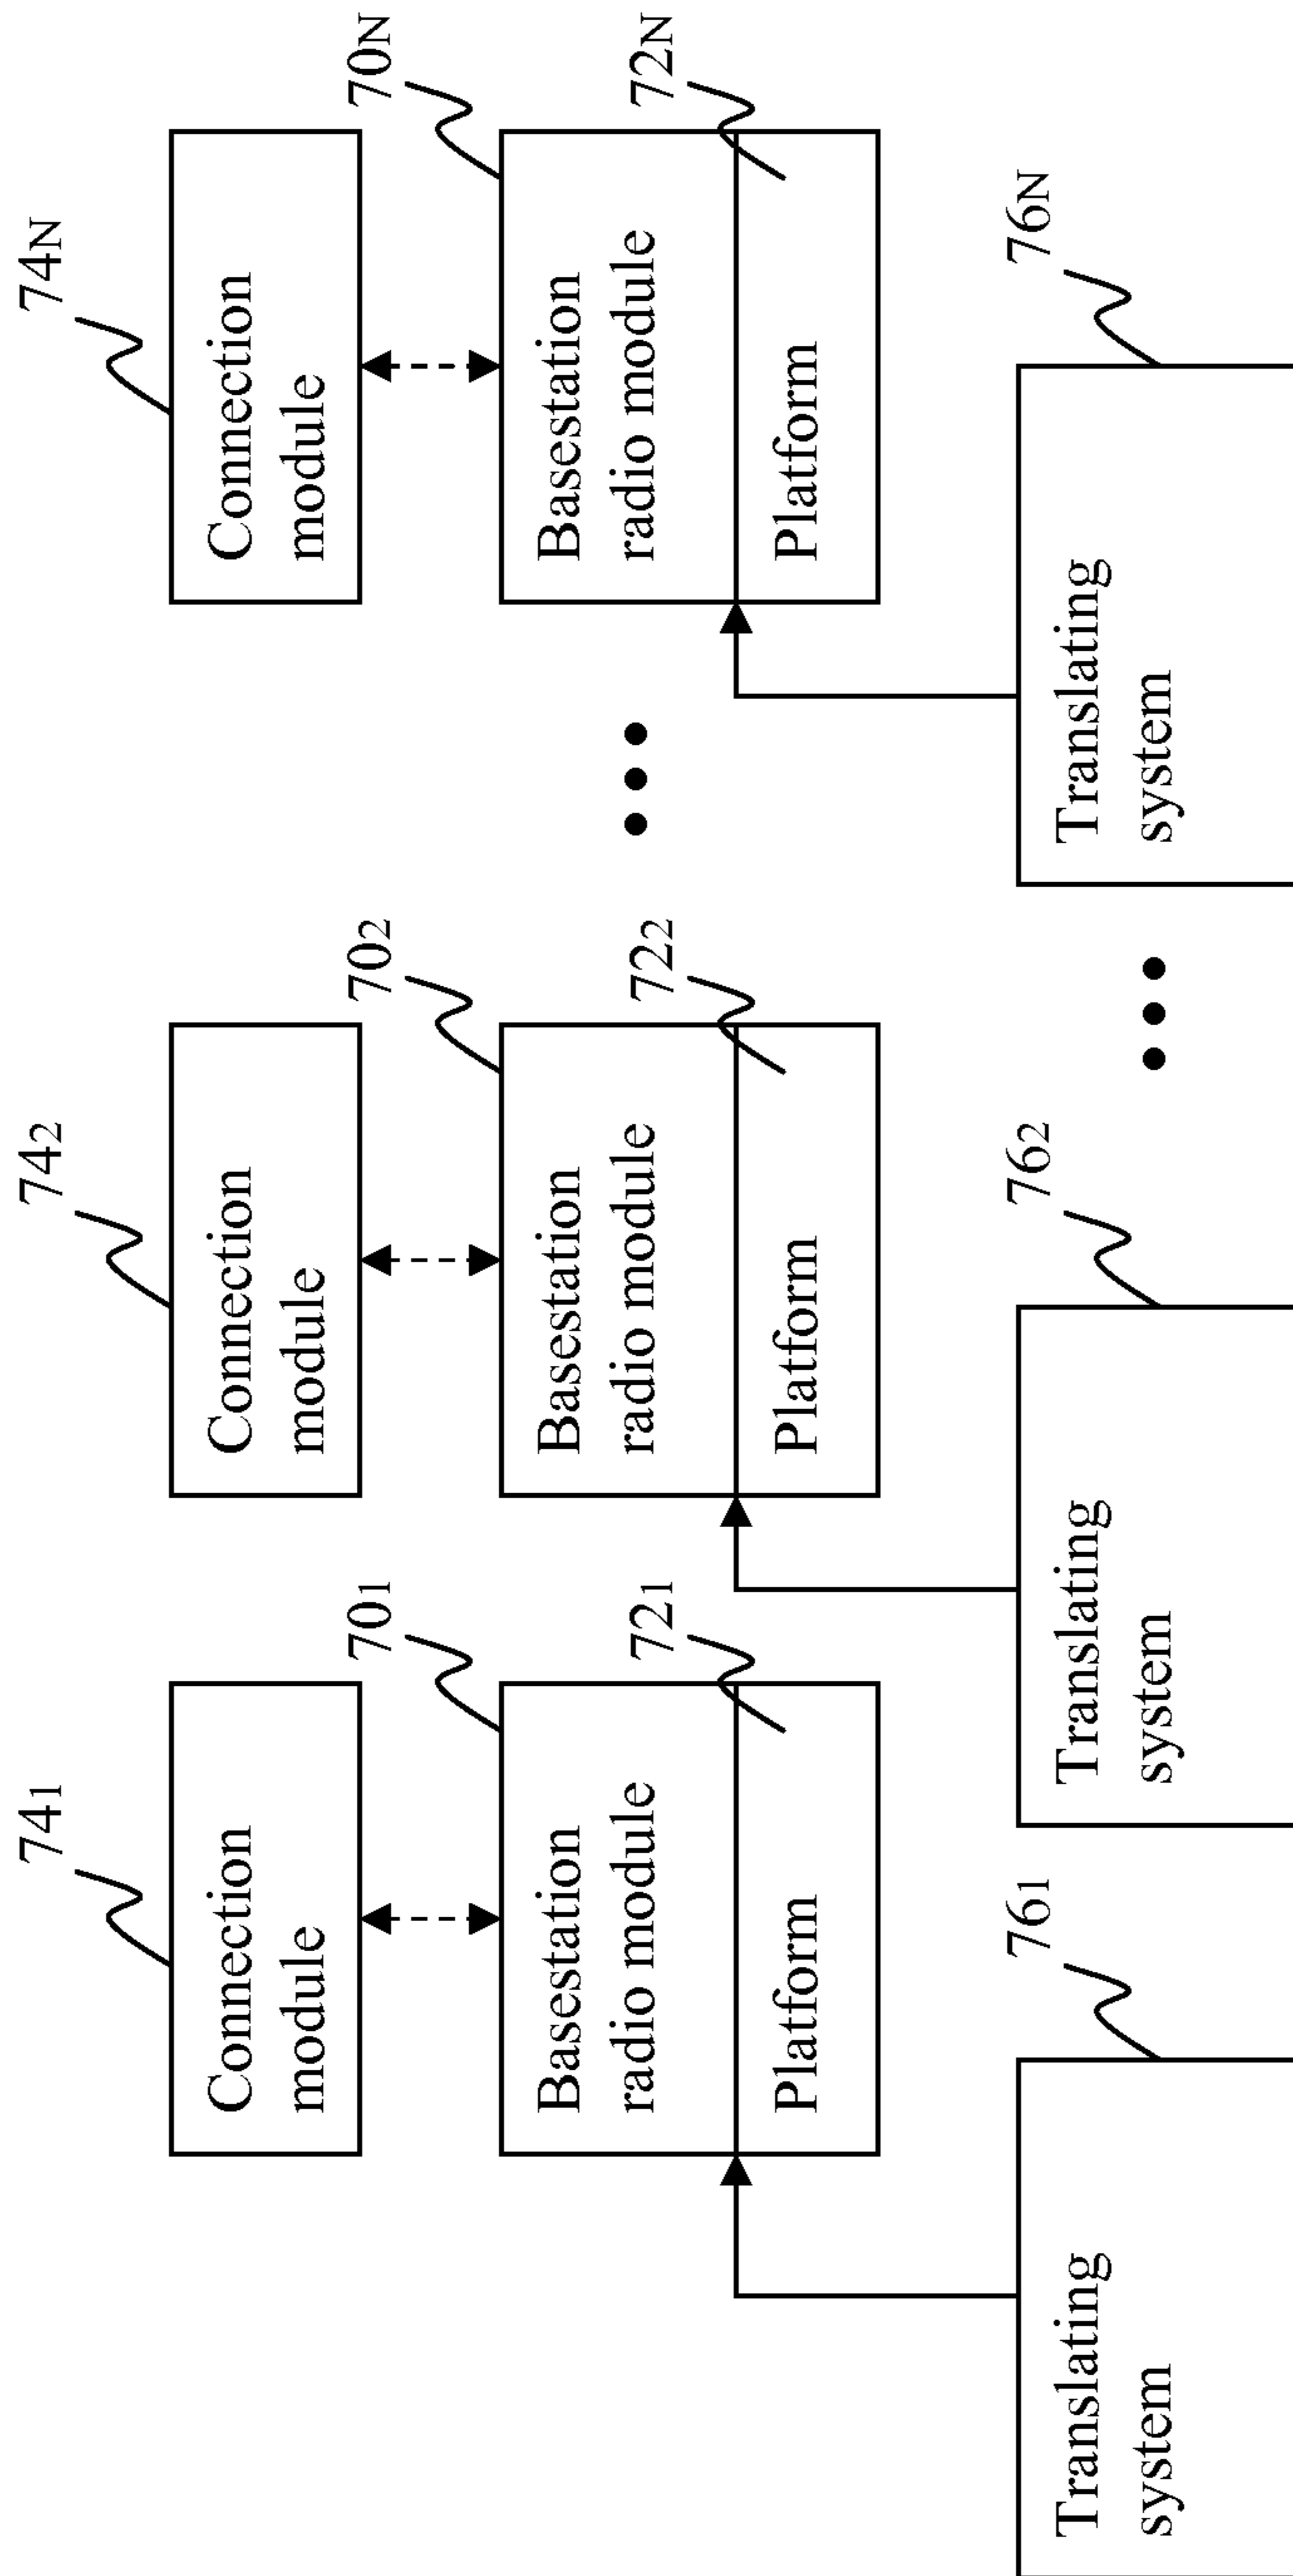 74₁
Connection
module
70₁
Basestation
radio module
72₁
Platform
76₁
Translating
system
74₂
Connection
module
70₂
Basestation
radio module
72₂
Platform
76₂
Translating
system
74N
Connection
module
70N
Basestation
radio module
72N
Platform
76N
Translating
system